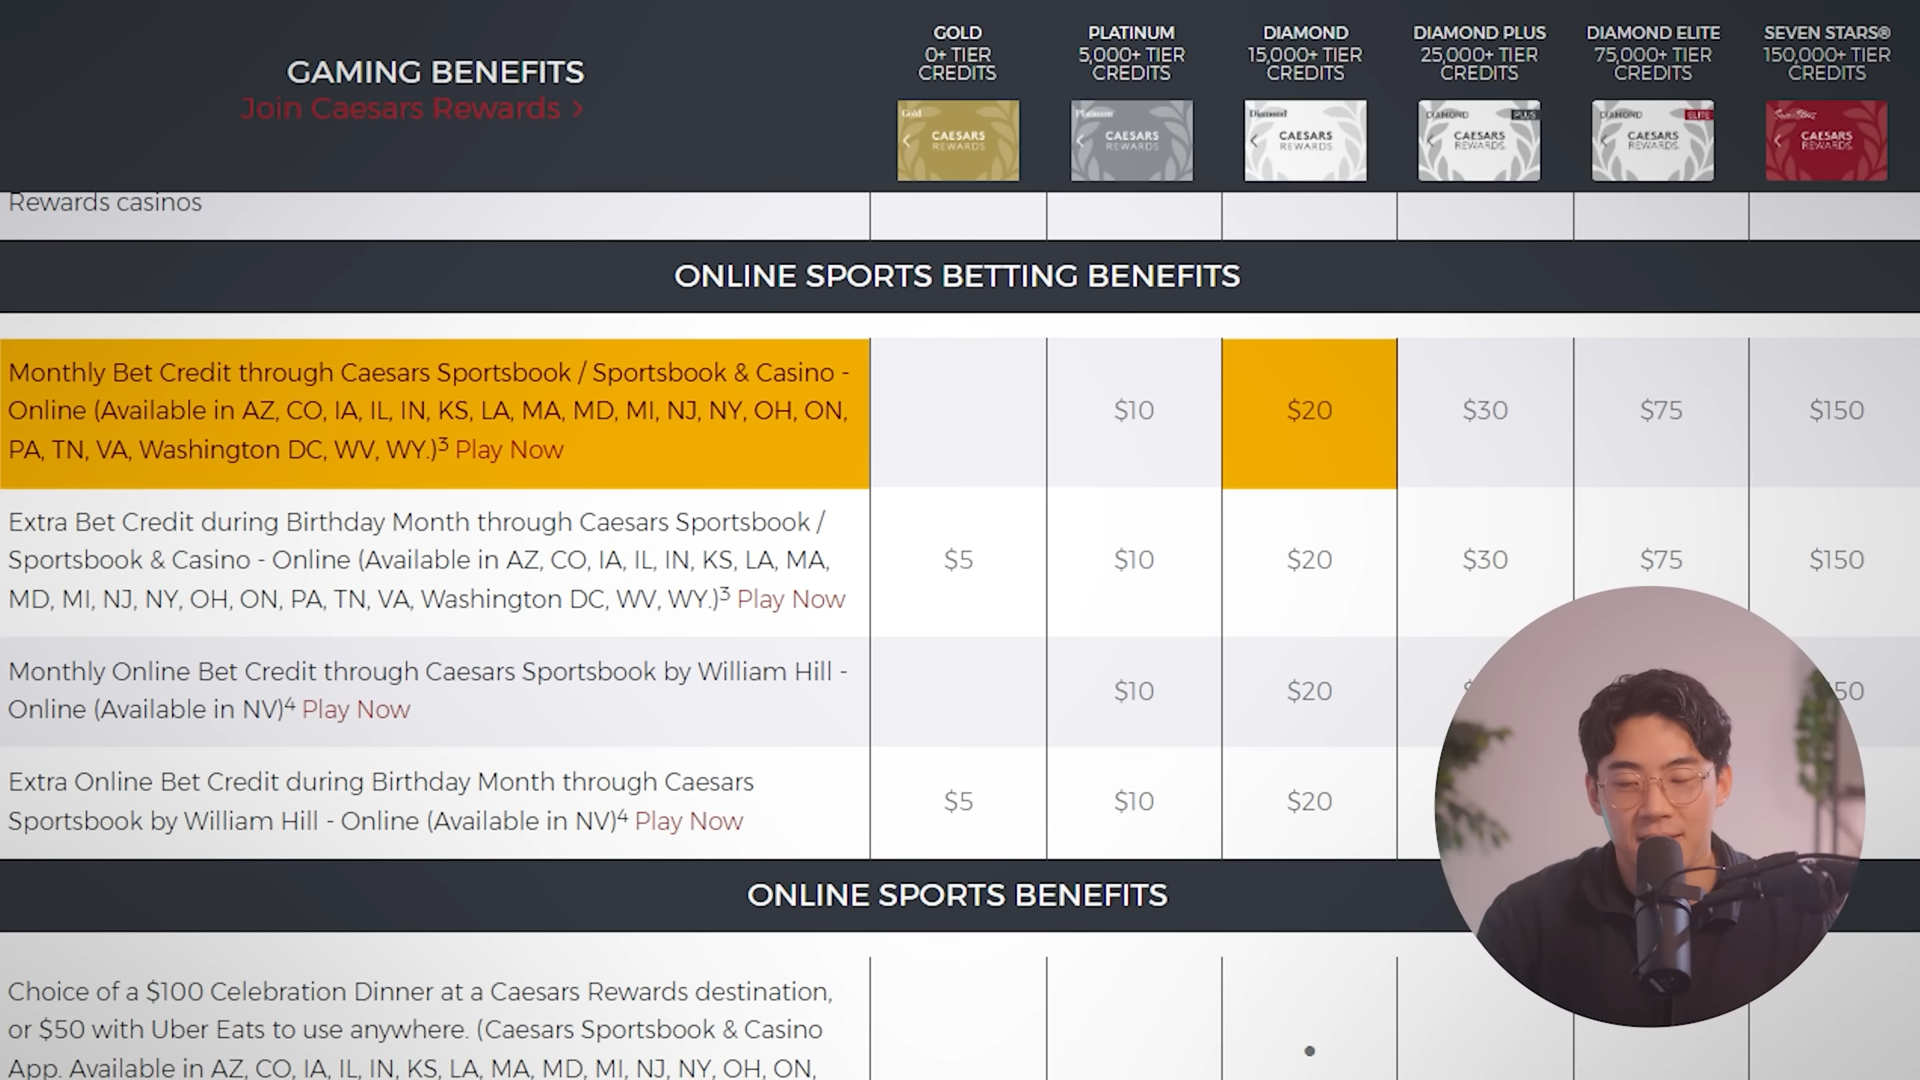 GAMING BENEFITS
Join Caesars Rewards >
GOLD
0+ TIER
CREDITS
PLATINUM
5,000+ TIER
CREDITS
DIAMOND
15,000+ TIER
CREDITS
DIAMOND PLUS
25,000+ TIER
CREDITS
DIAMOND ELITE
75,000+ TIER
CREDITS
SEVEN STARS®
150,000+ TIER
CREDITS
Gold
CAESARS
REWARDS
Platinum
CAESARS
REWARDS
Diamond
CAESARS
REWARDS
DIAMOND PLUS
CAESARS
REWARDS
DIAMOND ELITE
CAESARS
REWARDS
Seven Stars
CAESARS
REWARDS
Rewards casinos
ONLINE SPORTS BETTING BENEFITS
Monthly Bet Credit through Caesars Sportsbook / Sportsbook & Casino -
Online (Available in AZ, CO, IA, IL, IN, KS, LA, MA, MD, MI, NJ, NY, OH, ON,
PA, TN, VA, Washington DC, WV, WY.)³ Play Now
$10 $20 $30 $75 $150
Extra Bet Credit during Birthday Month through Caesars Sportsbook /
Sportsbook & Casino - Online (Available in AZ, CO, IA, IL, IN, KS, LA, MA,
MD, MI, NJ, NY, OH, ON, PA, TN, VA, Washington DC, WV, WY.)³ Play Now
$5 $10 $20 $30 $75 $150
Monthly Online Bet Credit through Caesars Sportsbook by William Hill -
Online (Available in NV)⁴ Play Now
$10 $20 50
Extra Online Bet Credit during Birthday Month through Caesars
Sportsbook by William Hill - Online (Available in NV)⁴ Play Now
$5 $10 $20
ONLINE SPORTS BENEFITS
Choice of a $100 Celebration Dinner at a Caesars Rewards destination,
or $50 with Uber Eats to use anywhere. (Caesars Sportsbook & Casino
App. Available in AZ, CO, IA, IL, IN, KS, LA, MA, MD, MI, NJ, NY, OH, ON,